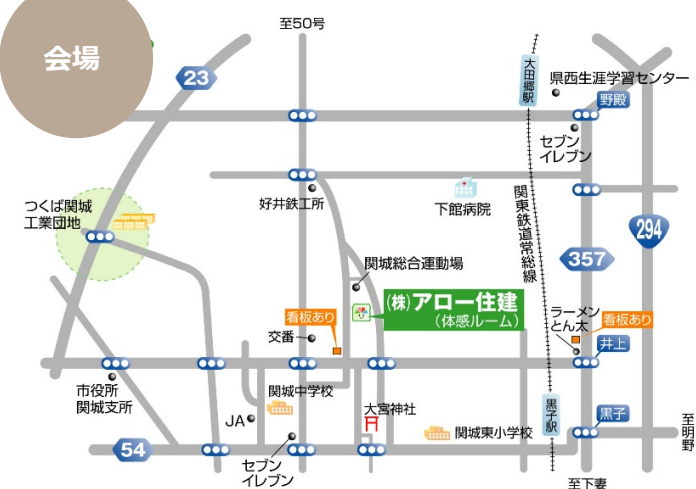 至50号
会場
23
大田郷駅
県西生涯学習センター
野殿
セブン
イレブン
つくば関城
工業団地
好井鉄工所
下館病院
関東鉄道常総線
294
関城総合運動場
357
(株)アロー住建
(体感ルーム)
看板あり
ラーメン
とん太
看板あり
交番
井上
市役所
関城支所
関城中学校
JA
大宮神社
黒子駅
黒子
至明野
54
関城東小学校
セブン
イレブン
至下妻